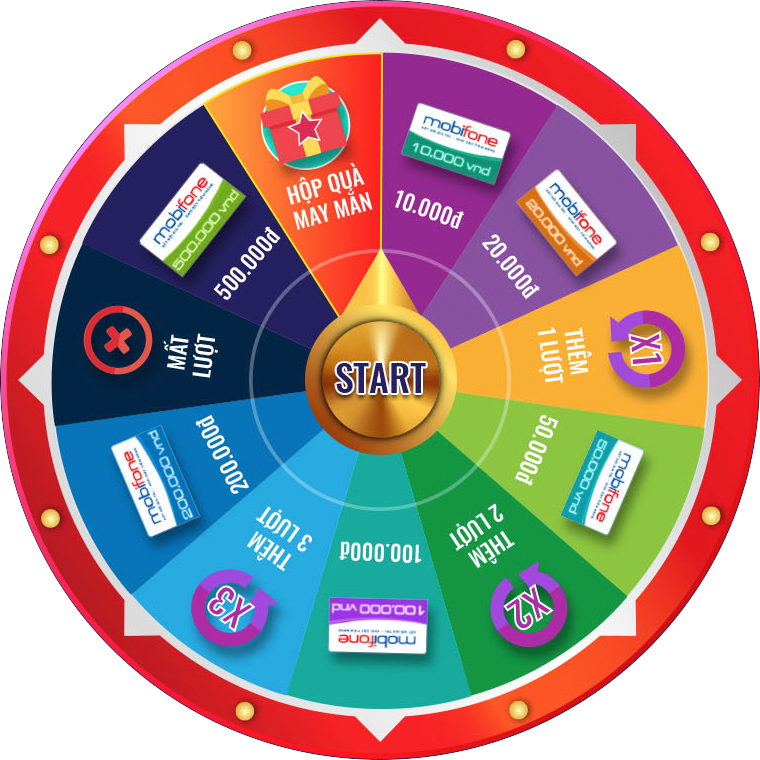 HỘP QUÀ
MAY MẮN
mobifone
10.000 vnd
10.000đ
mobifone
20.000 vnd
20.000đ
THÊM
1 LƯỢT
X1
50.000đ
50.000 vnd
mobifone
THÊM
2 LƯỢT
X2
100.000đ
100.000 vnd
mobifone
THÊM
3 LƯỢT
X3
200.000đ
200.000 vnd
mobifone
MẤT
LƯỢT
mobifone
500.000 vnd
500.000đ
START